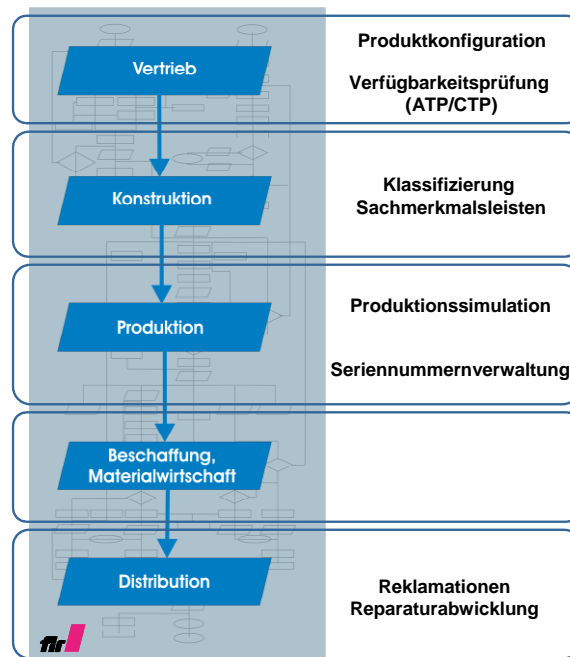 Vertrieb
Produktkonfiguration
Verfügbarkeitsprüfung
(ATP/CTP)
Konstruktion
Klassifizierung
Sachmerkmalsleisten
Produktion
Produktionssimulation
Seriennummernverwaltung
Beschaffung,
Materialwirtschaft
Distribution
Reklamationen
Reparaturabwicklung
fir